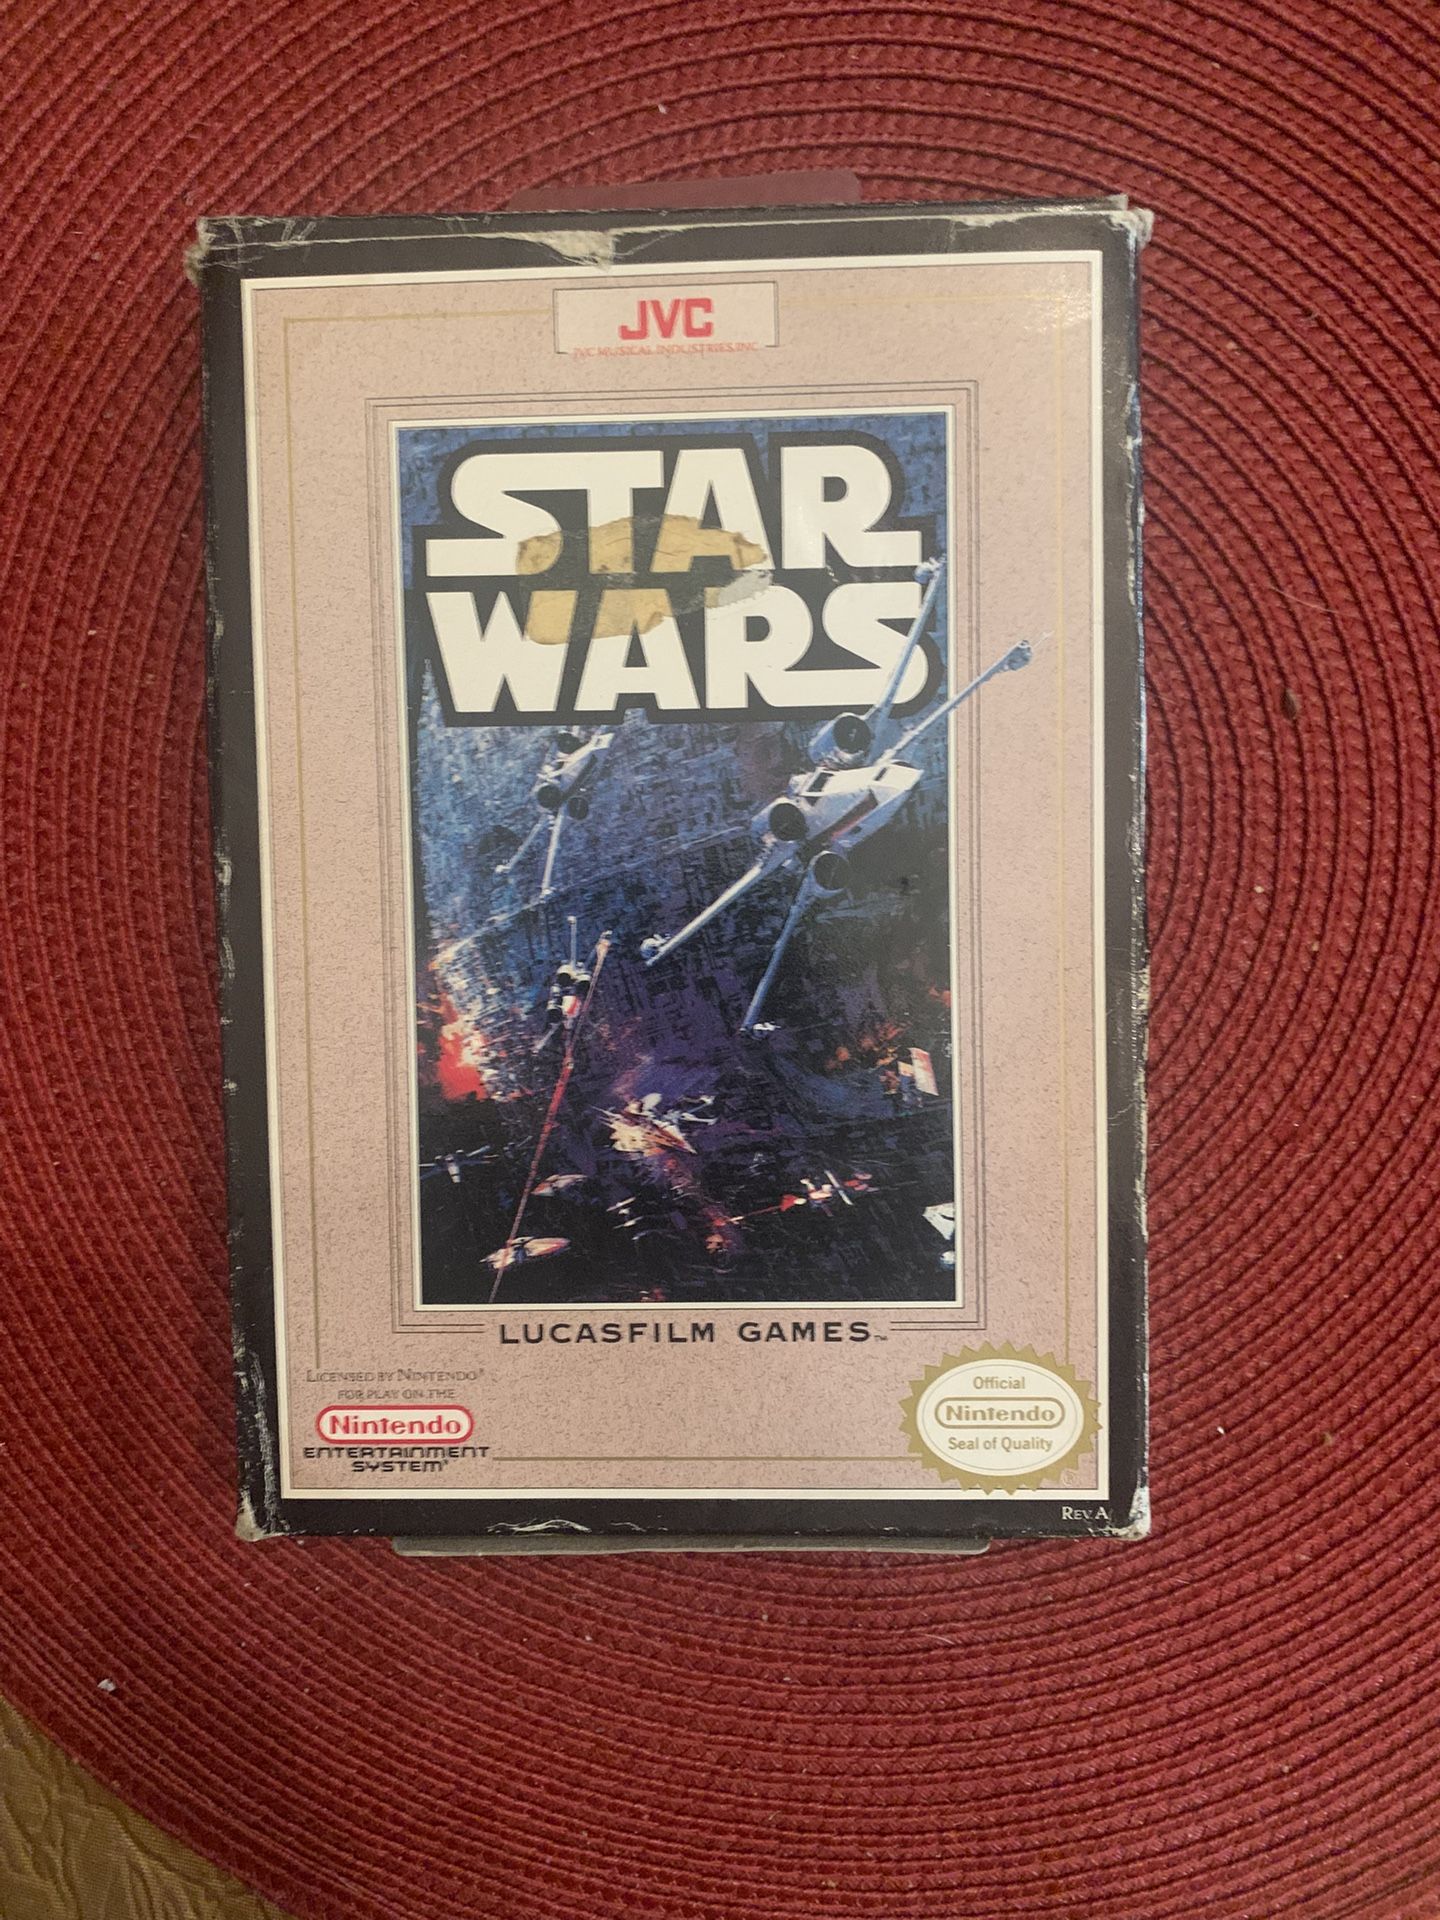 JVC
JVC MUSICAL INDUSTRIES, INC.
STAR
WARS
LUCASFILM GAMES™
LICENSED BY NINTENDO®
FOR PLAY ON THE
Nintendo
ENTERTAINMENT
SYSTEM®
Official
Nintendo
Seal of Quality
®
REV. A